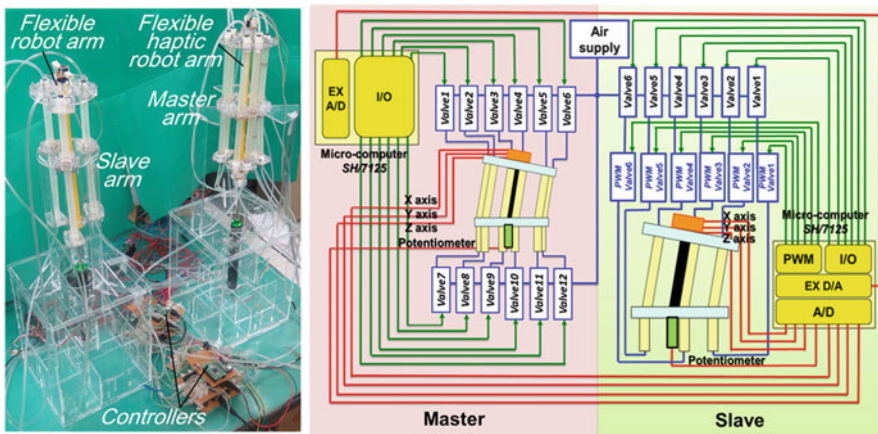 Flexible
robot arm
Flexible
haptic
robot arm
Master
arm
Slave
arm
Controllers
EX
A/D
I/O
Micro-computer
SH/7125
Valve1
Valve2
Valve3
Valve4
Valve5
Valve6
X axis
Y axis
Z axis
Potentiometer
Valve7
Valve8
Valve9
Valve10
Valve11
Valve12
Master
Air
supply
Valve6
Valve5
Valve4
Valve3
Valve2
Valve1
PWM
Valve6
PWM
Valve5
PWM
Valve4
PWM
Valve3
PWM
Valve2
PWM
Valve1
X axis
Y axis
Z axis
Micro-computer
SH/7125
PWM
I/O
EX D/A
A/D
Potentiometer
Slave